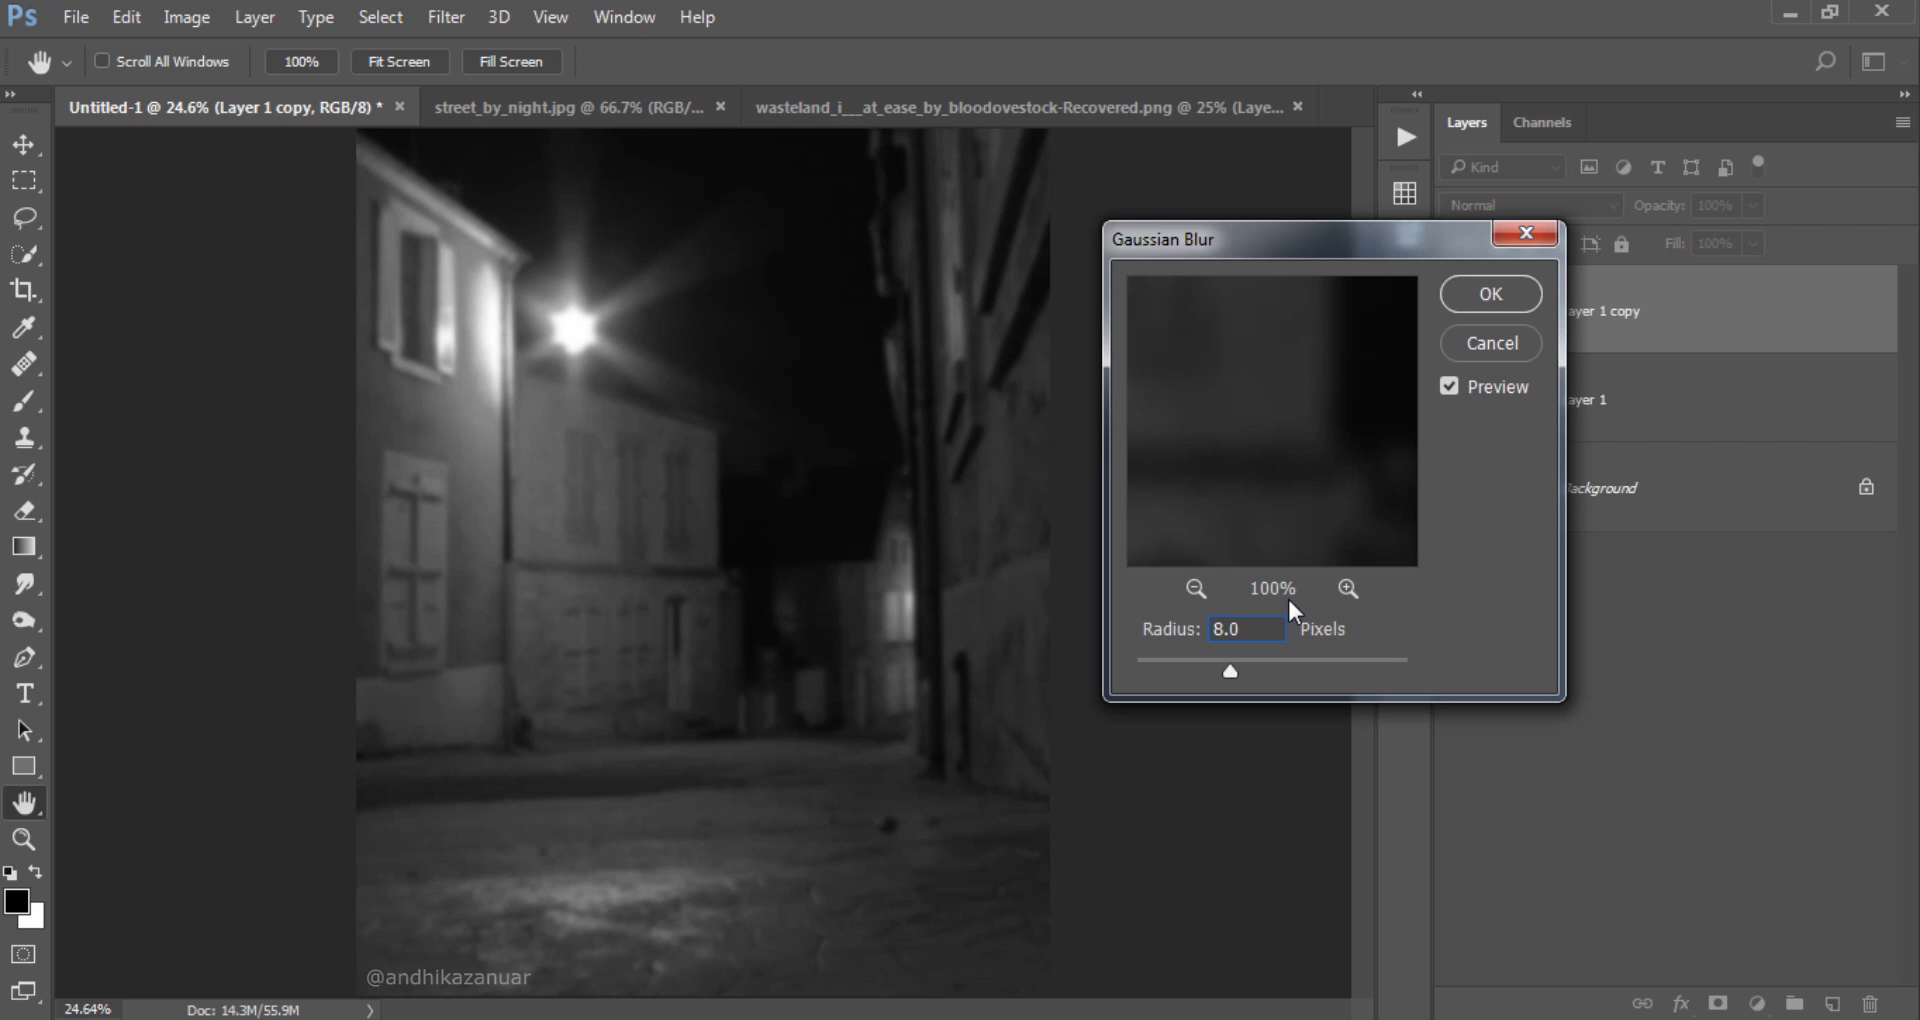 Ps File Edit Image Layer Type Select Filter 3D View Window Help
Scroll All Windows 100% Fit Screen Fill Screen
Untitled-1 @ 24.6% (Layer 1 copy, RGB/8) * street_by_night.jpg @ 66.7% (RGB/... wasteland_i___at_ease_by_bloodovestock-Recovered.png @ 25% (Laye...
Layers Channels
Kind
Normal Opacity: 100%
Fill: 100%
Gaussian Blur
OK
Cancel
Preview
100%
Radius: 8.0 Pixels
ayer 1 copy
ayer 1
Background
@andhikazanuar
24.64% Doc: 14.3M/55.9M